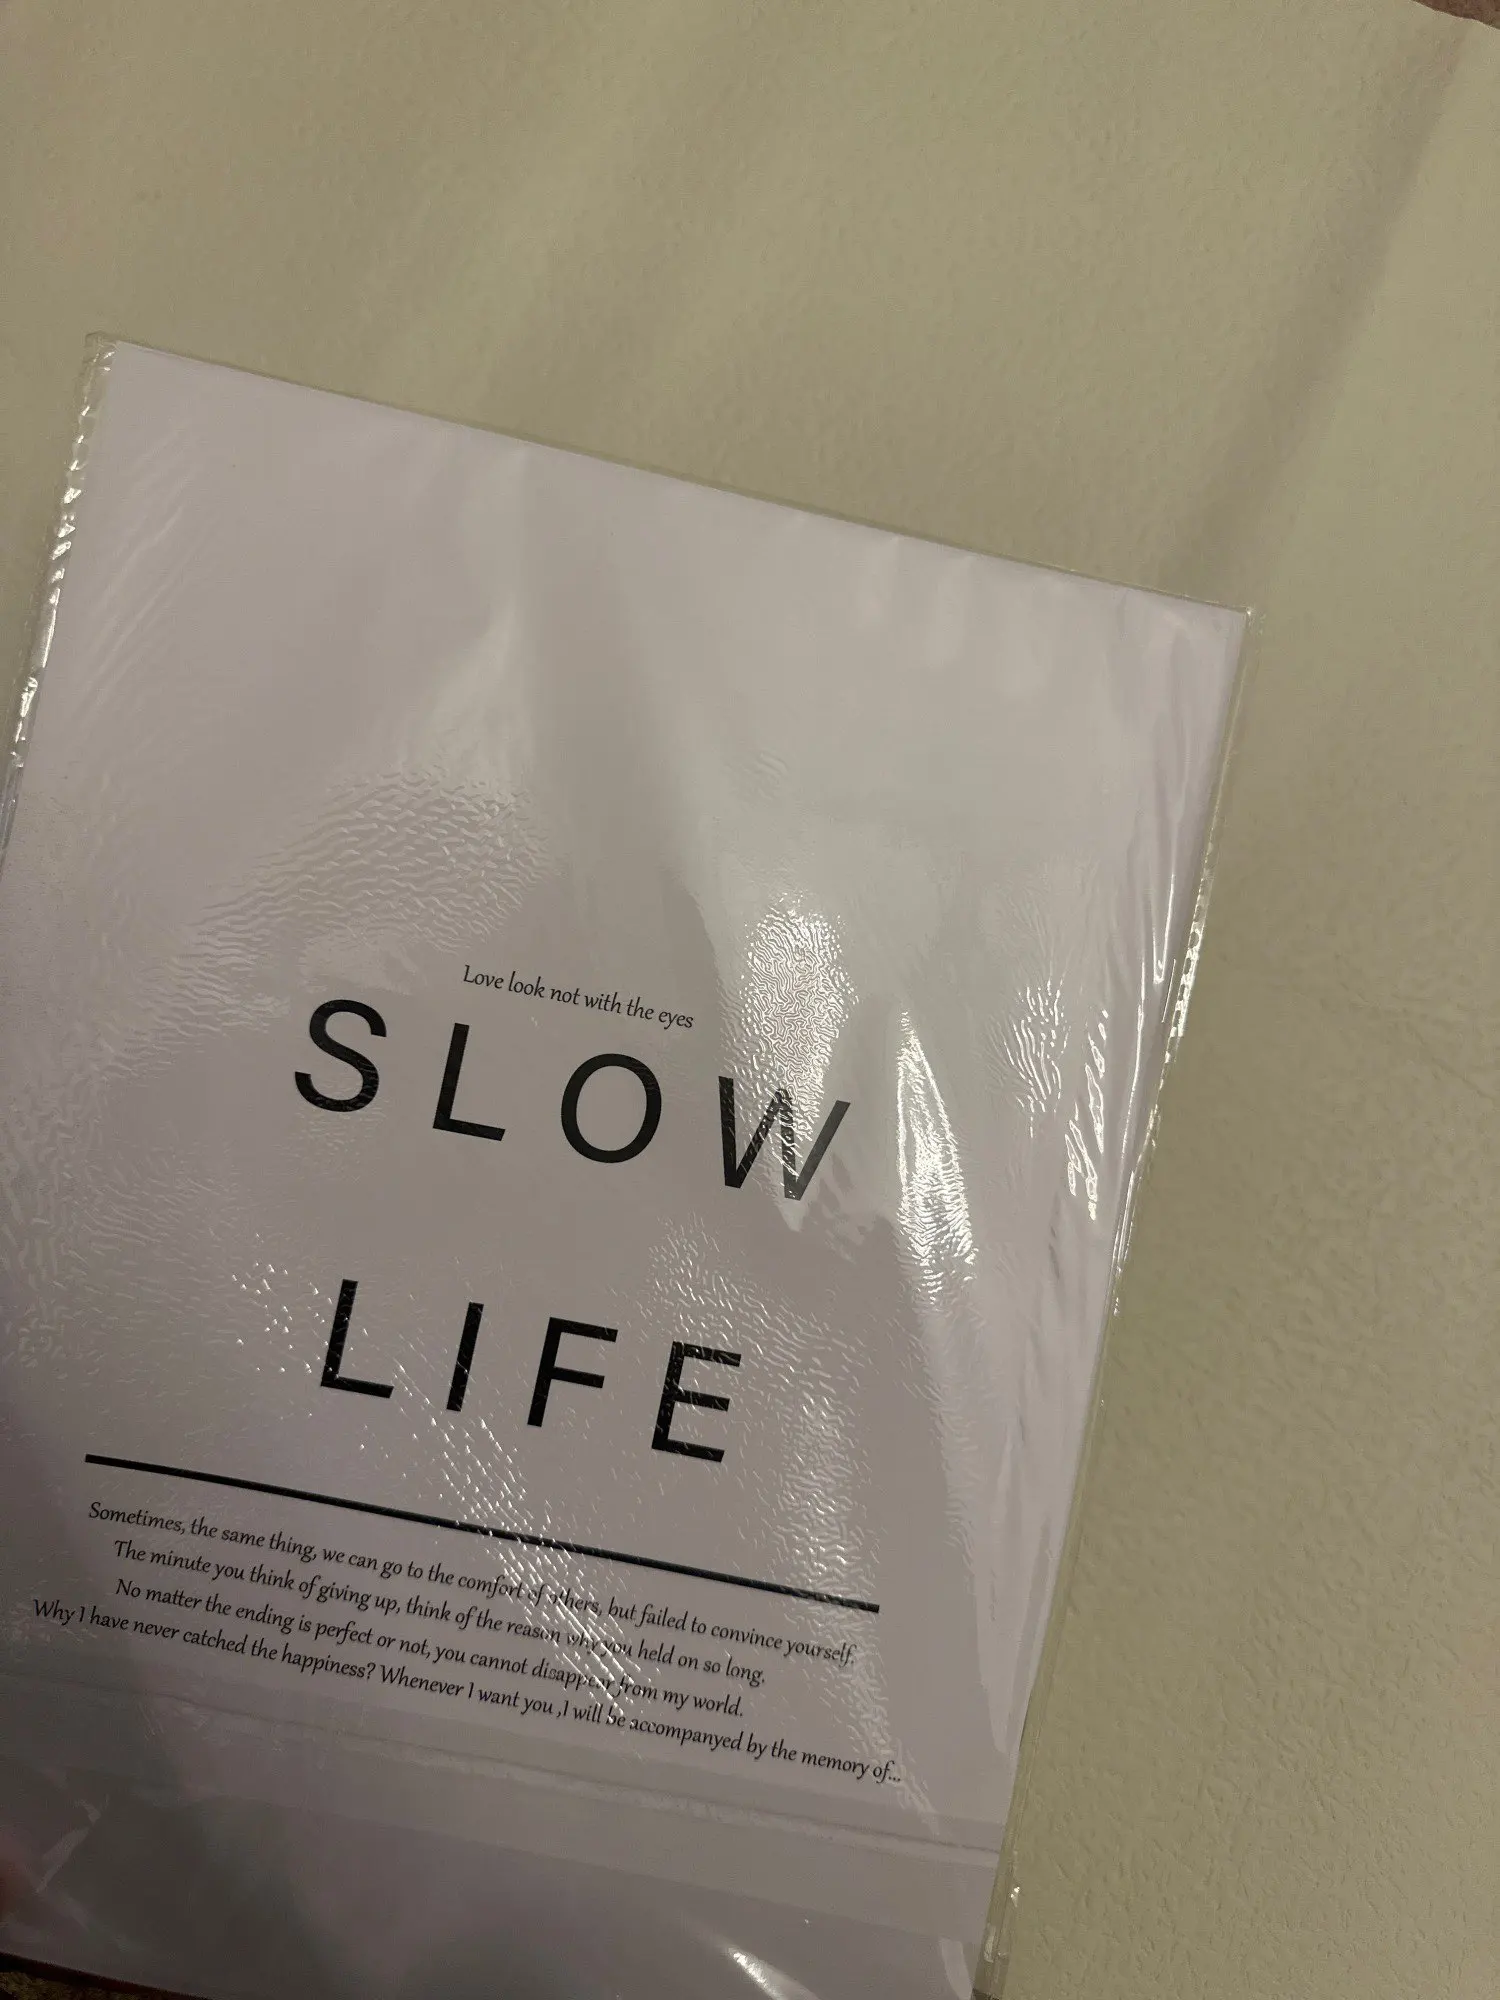 Love look not with the eyes
SLOW
LIFE
Sometimes, the same thing, we can go to the comfort of others, but failed to convince yourself.
The minute you think of giving up, think of the reason why you held on so long.
No matter the ending is perfect or not, you cannot disappear from my world.
Why I have never catched the happiness? Whenever I want you ,I will be accompanyed by the memory of...